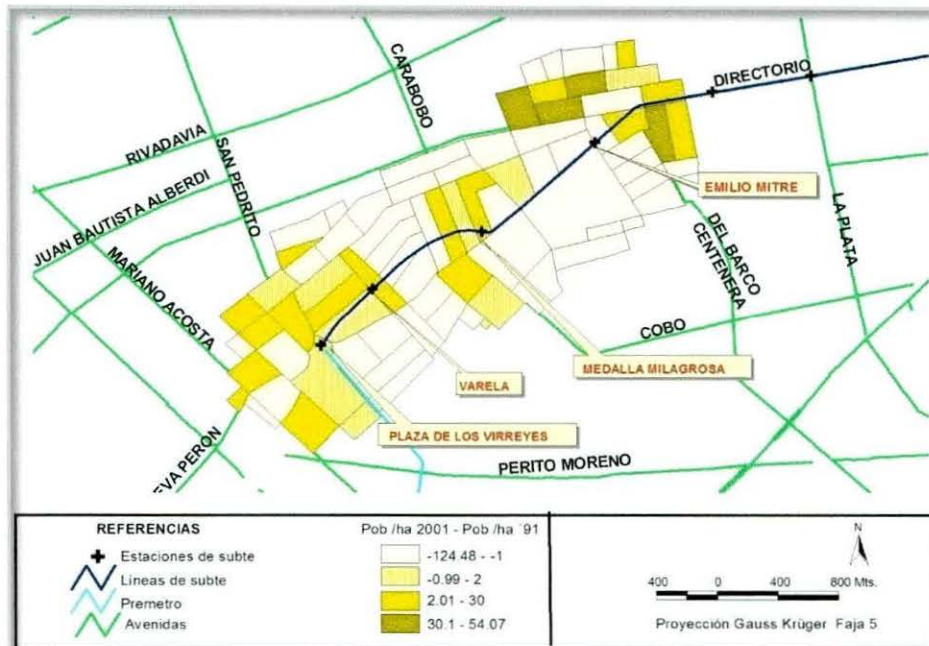 CARABOBO
DIRECTORIO
RIVADAVIA
SAN PEDRITO
EMILIO MITRE
JUAN BAUTISTA ALBERDI
LA PLATA
DEL BARCO
CENTENERA
MARIANO ACOSTA
COBO
MEDALLA MILAGROSA
VARELA
PLAZA DE LOS VIRREYES
EVA PERON
PERITO MORENO
REFERENCIAS
Estaciones de subte
Líneas de subte
Premetro
Avenidas
Pob /ha 2001 - Pob /ha ´91
-124.48 - -1
-0.99 - 2
2.01 - 30
30.1 - 54.07
N
400 0 400 800 Mts.
Proyección Gauss Krüger Faja 5